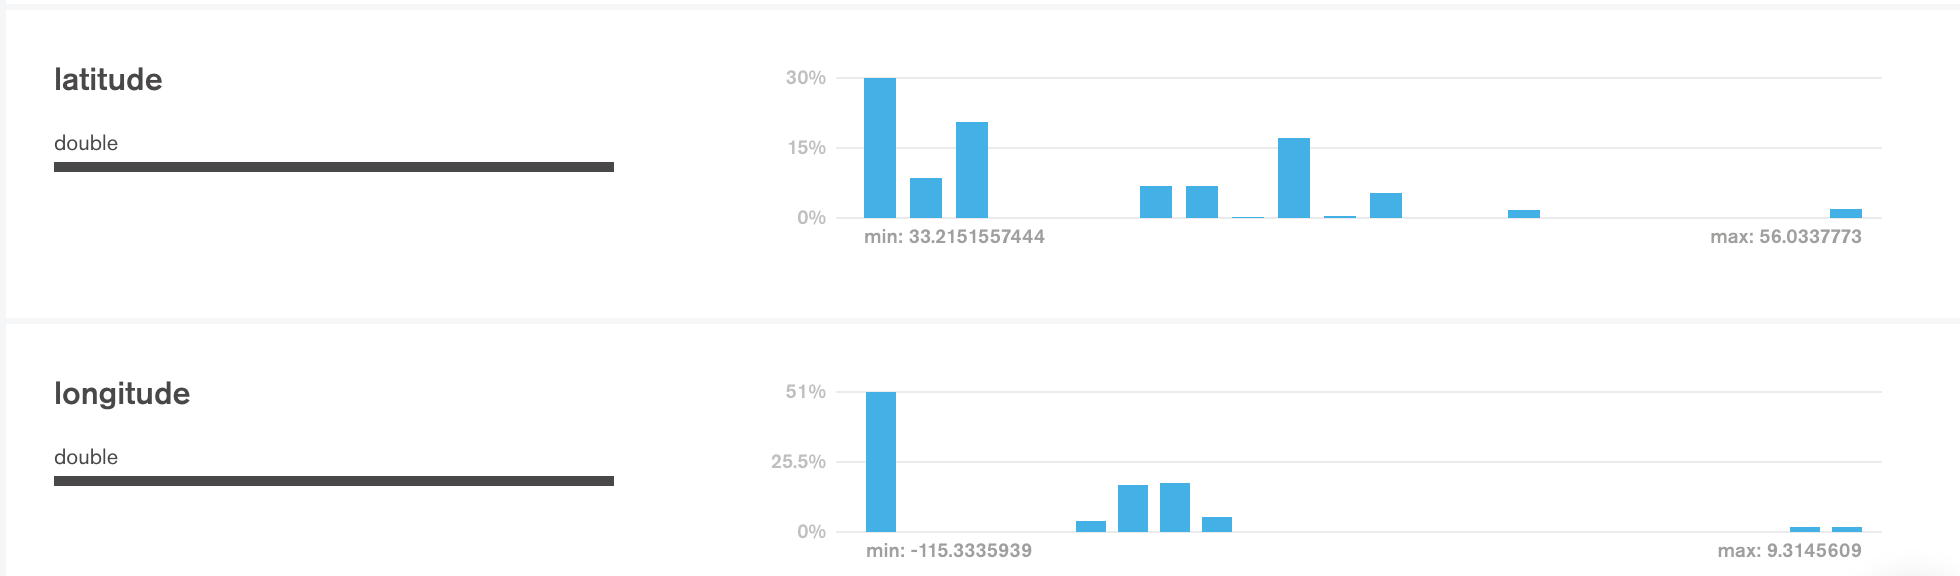 latitude
double
30%
15%
0%
min: 33.2151557444
max: 56.0337773
longitude
double
51%
25.5%
0%
min: -115.3335939
max: 9.3145609